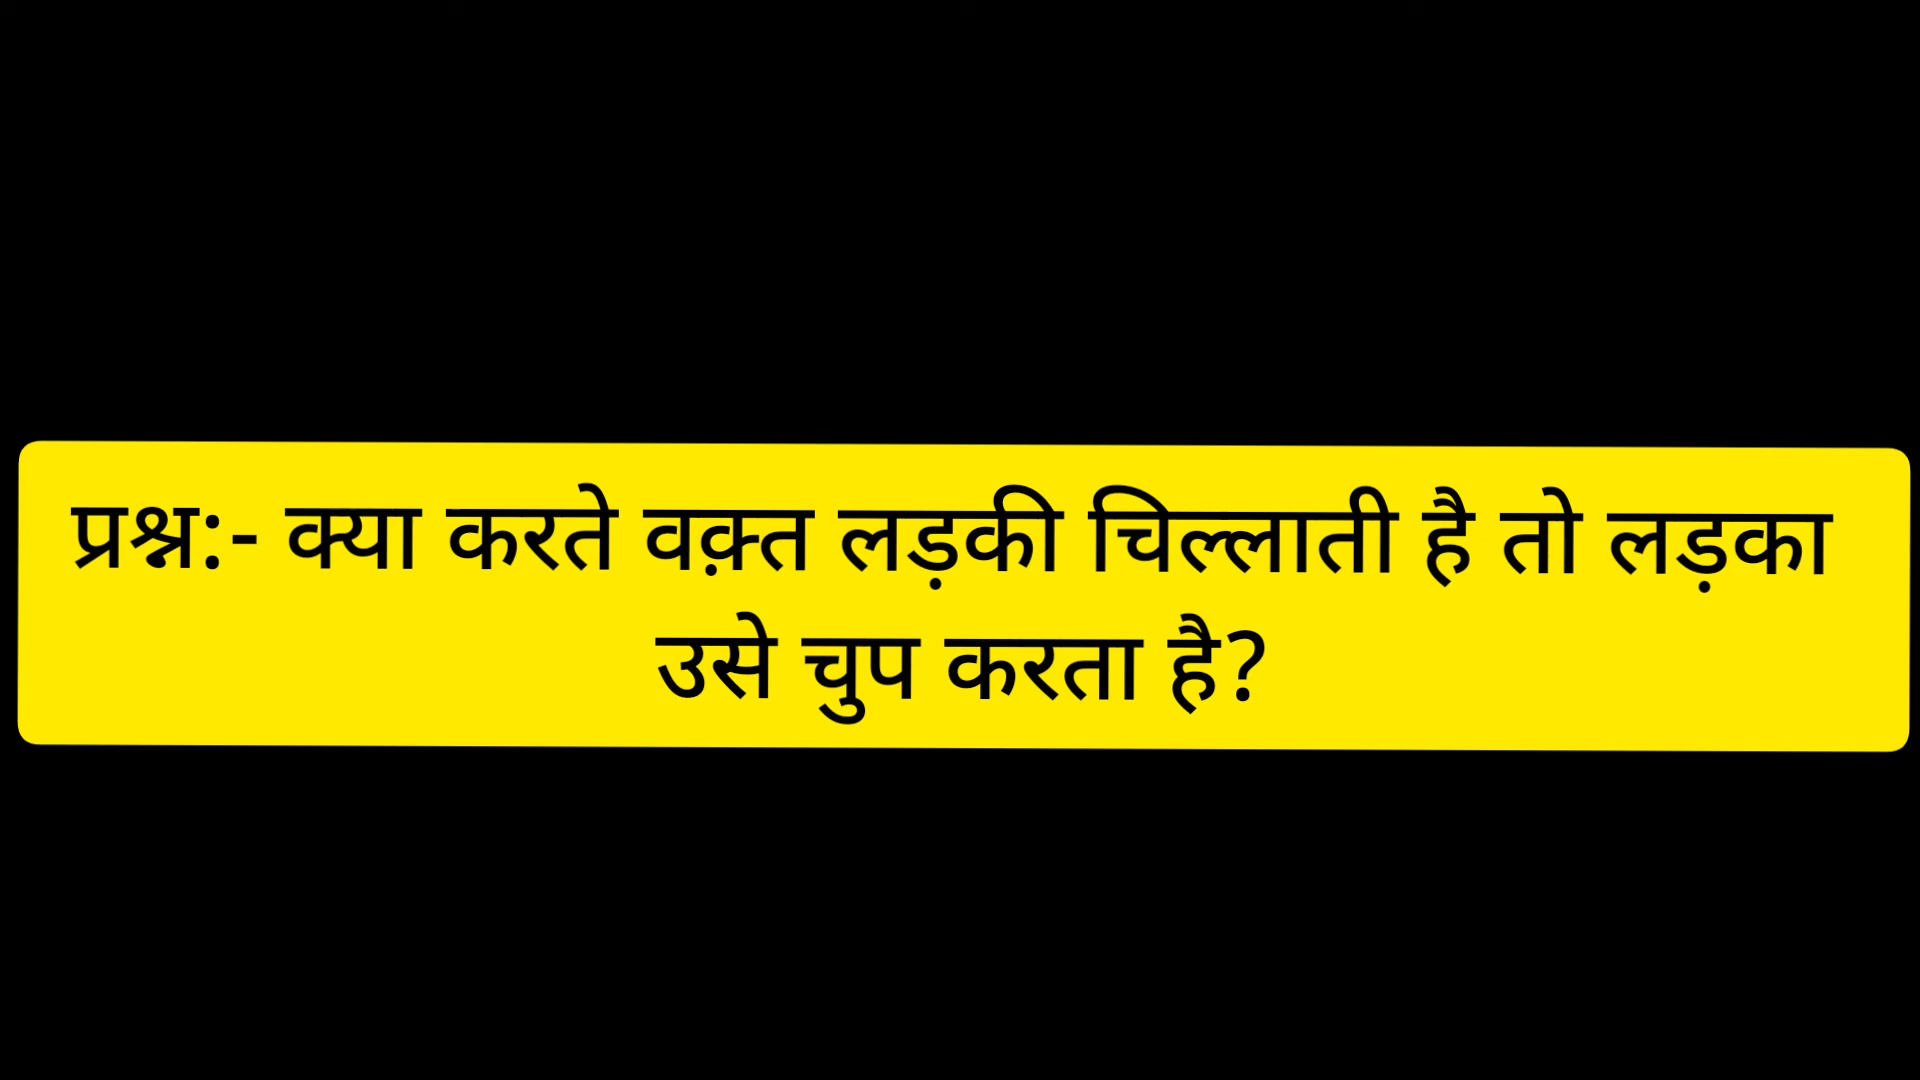 प्रश्न:- क्या करते वक़्त लड़की चिल्लाती है तो लड़का
उसे चुप करता है?